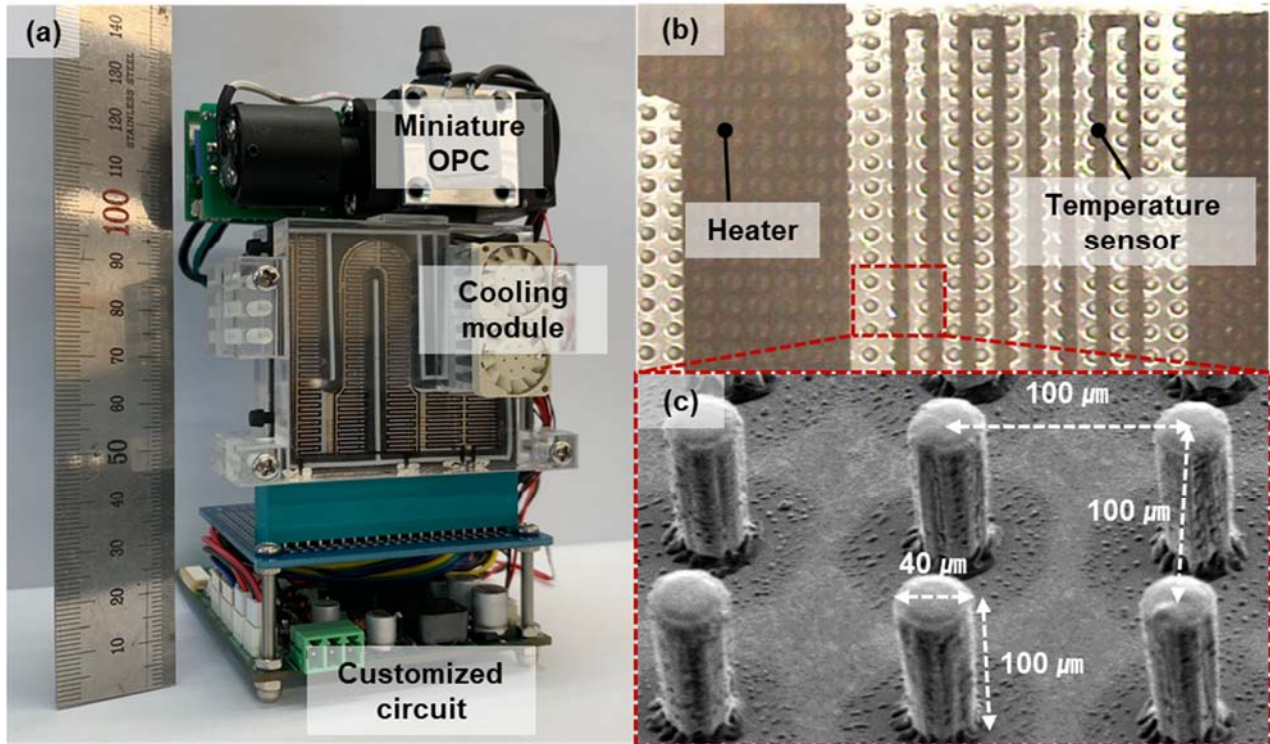 (a)
140
130
STAINLESS STEEL
120
110
100
90
80
70
60
50
40
30
20
10
Miniature
OPC
Cooling
module
Customized
circuit
(b)
Heater
Temperature
sensor
(c)
100 µm
100 µm
40 µm
100 µm